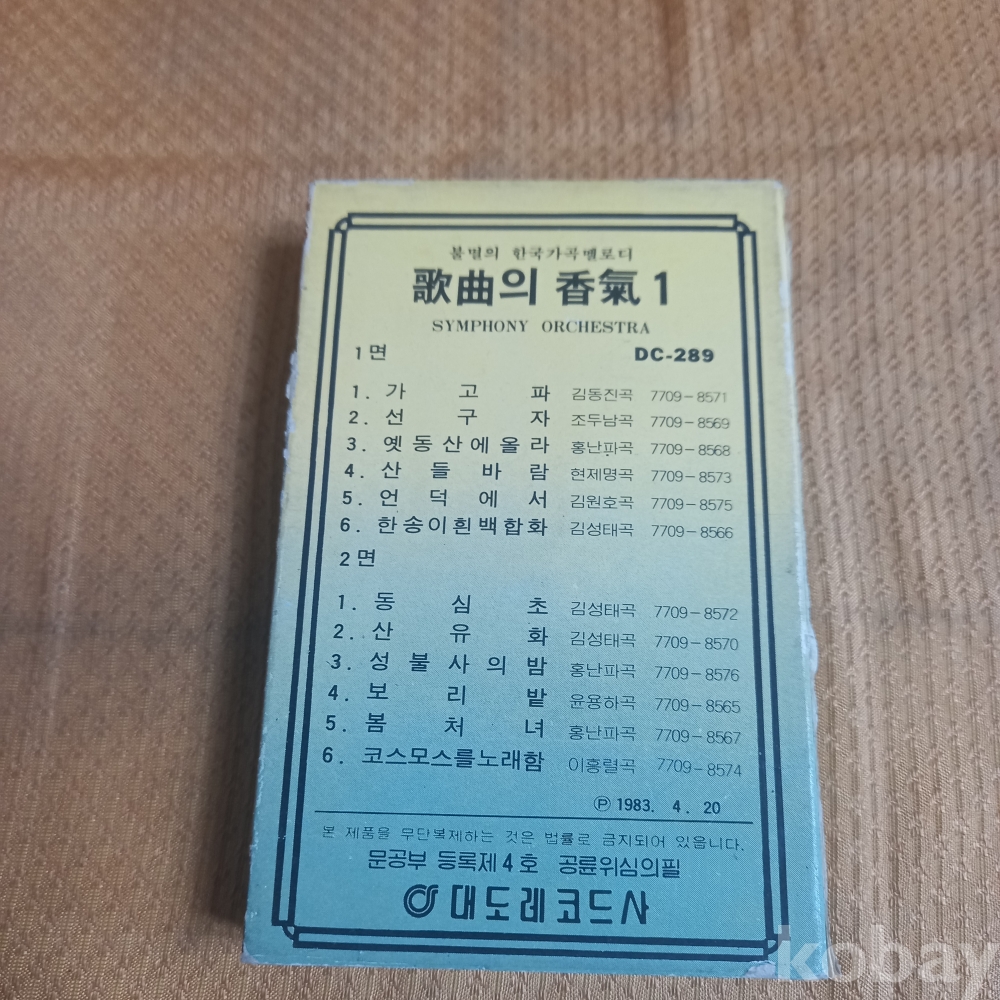 불멸의 한국가곡멜로디
歌曲의 香氣 1
SYMPHONY ORCHESTRA
1면 DC-289
1. 가고파 김동진곡 7709-8571
2. 선구자 조두남곡 7709-8569
3. 옛동산에올라 홍난파곡 7709-8568
4. 산들바람 현제명곡 7709-8573
5. 언덕에서 김원호곡 7709-8575
6. 한송이흰백합화 김성태곡 7709-8566
2면
1. 동심초 김성태곡 7709-8572
2. 산유화 김성태곡 7709-8570
3. 성불사의밤 홍난파곡 7709-8576
4. 보리밭 윤용하곡 7709-8565
5. 봄처녀 홍난파곡 7709-8567
6. 코스모스를노래함 이흥렬곡 7709-8574
Ⓟ 1983. 4. 20
본 제품을 무단복제하는 것은 법률로 금지되어 있읍니다.
문공부 등록제4호 공륜위심의필
대도레코드사
kobay